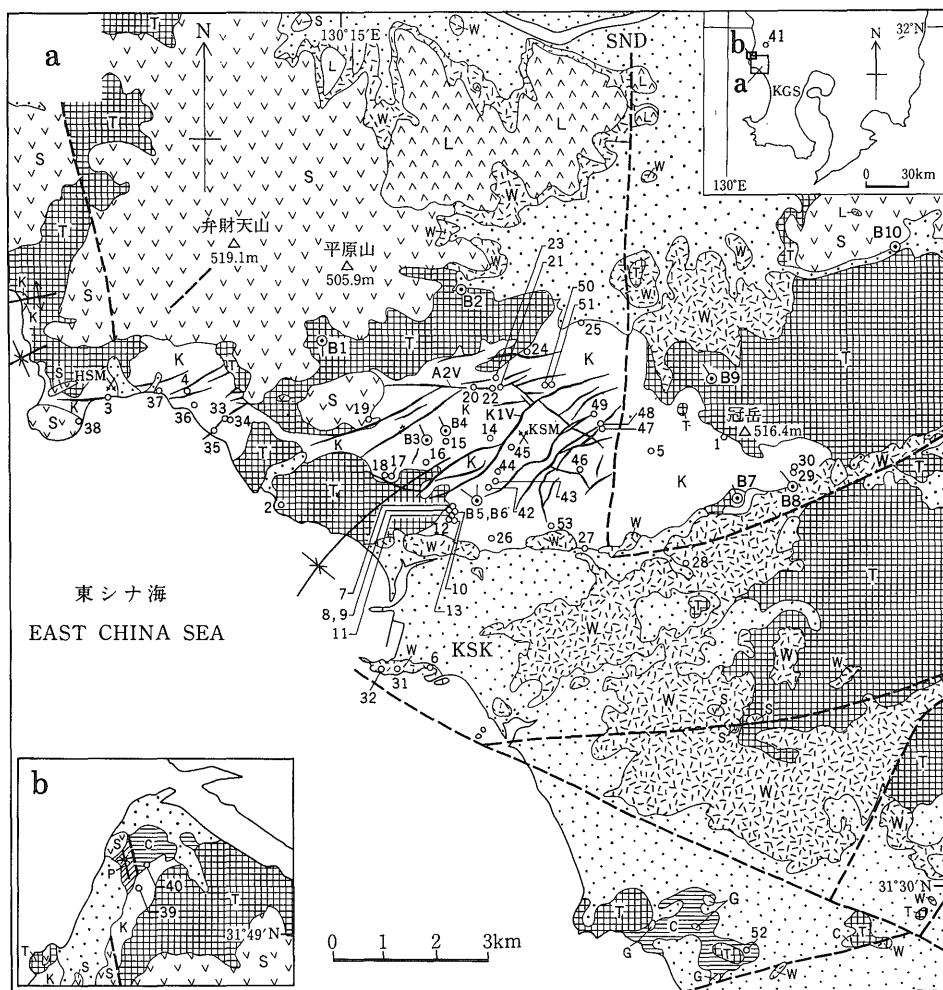 a
N
130°15′E
SND
b
41
N
32°N
a
KGS
130°E
0 30km
弁財天山
519.1m
平原山
505.9m
冠岳
516.4m
東シナ海
EAST CHINA SEA
KSK
HSM
KSM
A2V
K1V
B1
B2
B3
B4
B5,B6
B7
B8
B9
B10
1
2
3
4
5
6
7
8,9
10
11
12
13
14
15
16
17
18
19
20
21
22
23
24
25
26
27
28
29
30
31
32
33
34
35
36
37
38
42
43
44
45
46
47
48
49
50
51
52
53
S
T
K
L
W
C
G
31°30′N
0 1 2 3km
b
S
C
P
40
39
31°49′N
T
K
S
S
T
K
S